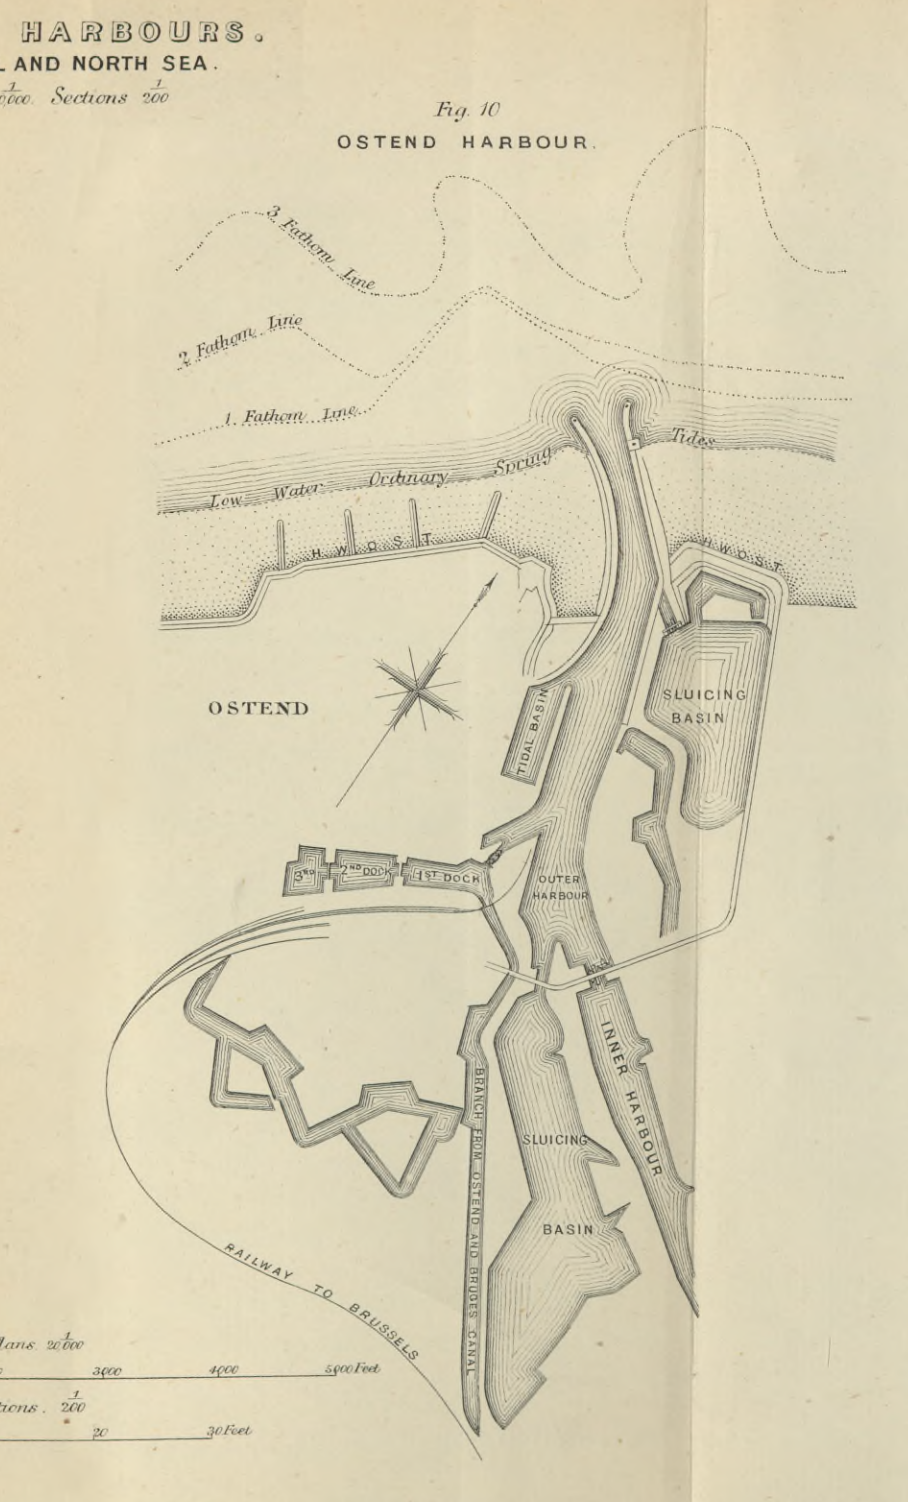 HARBOURS.
AND NORTH SEA.
Sections 1/200
Fig. 10
OSTEND HARBOUR.
3 Fathom Line
2 Fathom Line
1 Fathom Line
Low Water Ordinary Spring Tides
H W O S T
H W O S T
OSTEND
TIDAL BASIN
SLUICING
BASIN
3RD
2ND DOCK
1ST DOCK
OUTER
HARBOUR
INNER HARBOUR
BRANCH FROM OSTEND AND BRUGES CANAL
SLUICING
BASIN
RAILWAY TO BRUSSELS
1/20000
3000 4000 5000 Feet
1/200
20 30 Feet